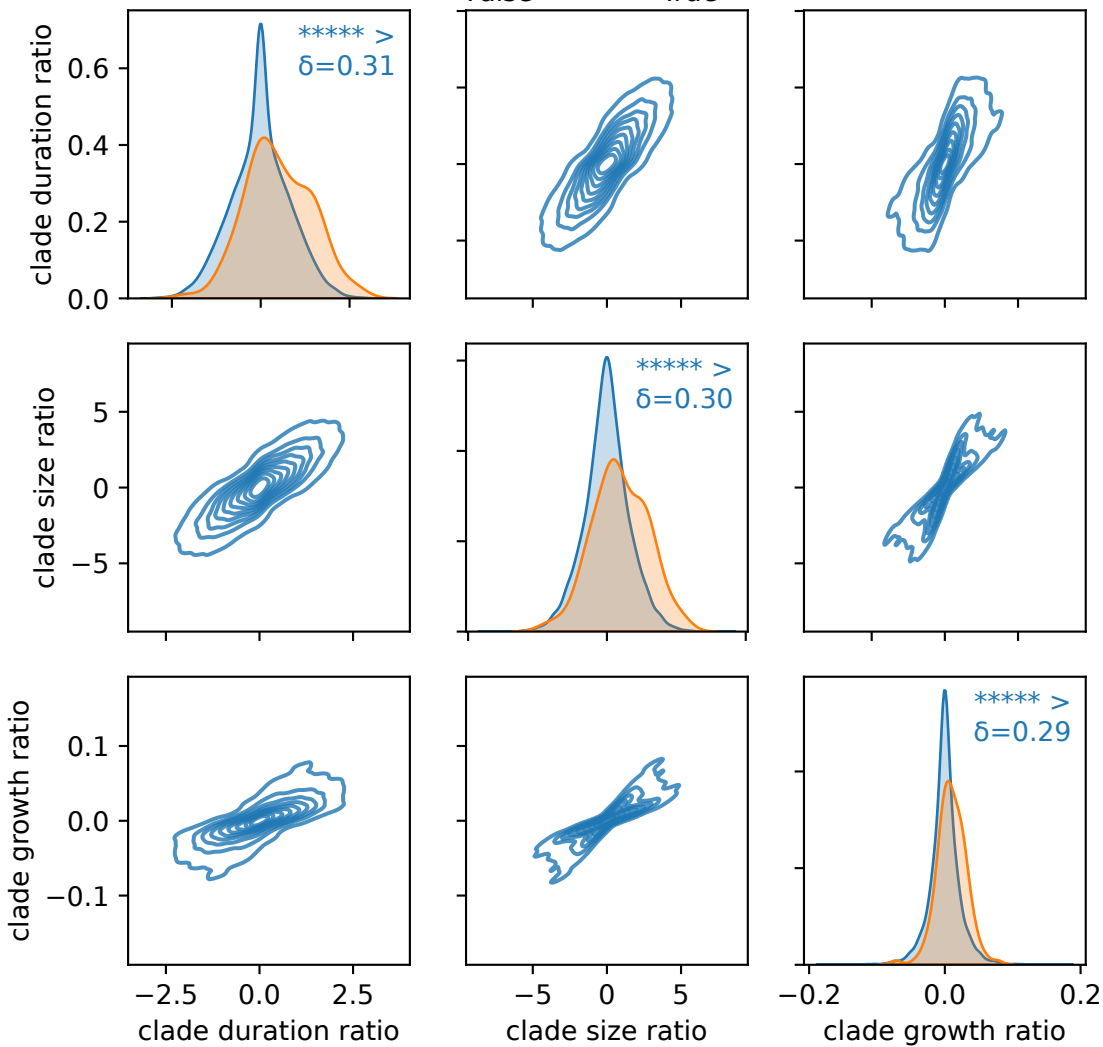 clade duration ratio
0.6
0.4
0.2
0.0
***** >
δ=0.31
clade size ratio
5
0
−5
***** >
δ=0.30
clade growth ratio
0.1
0.0
−0.1
***** >
δ=0.29
−2.5 0.0 2.5
−5 0 5
−0.2 0.0 0.2
clade duration ratio
clade size ratio
clade growth ratio